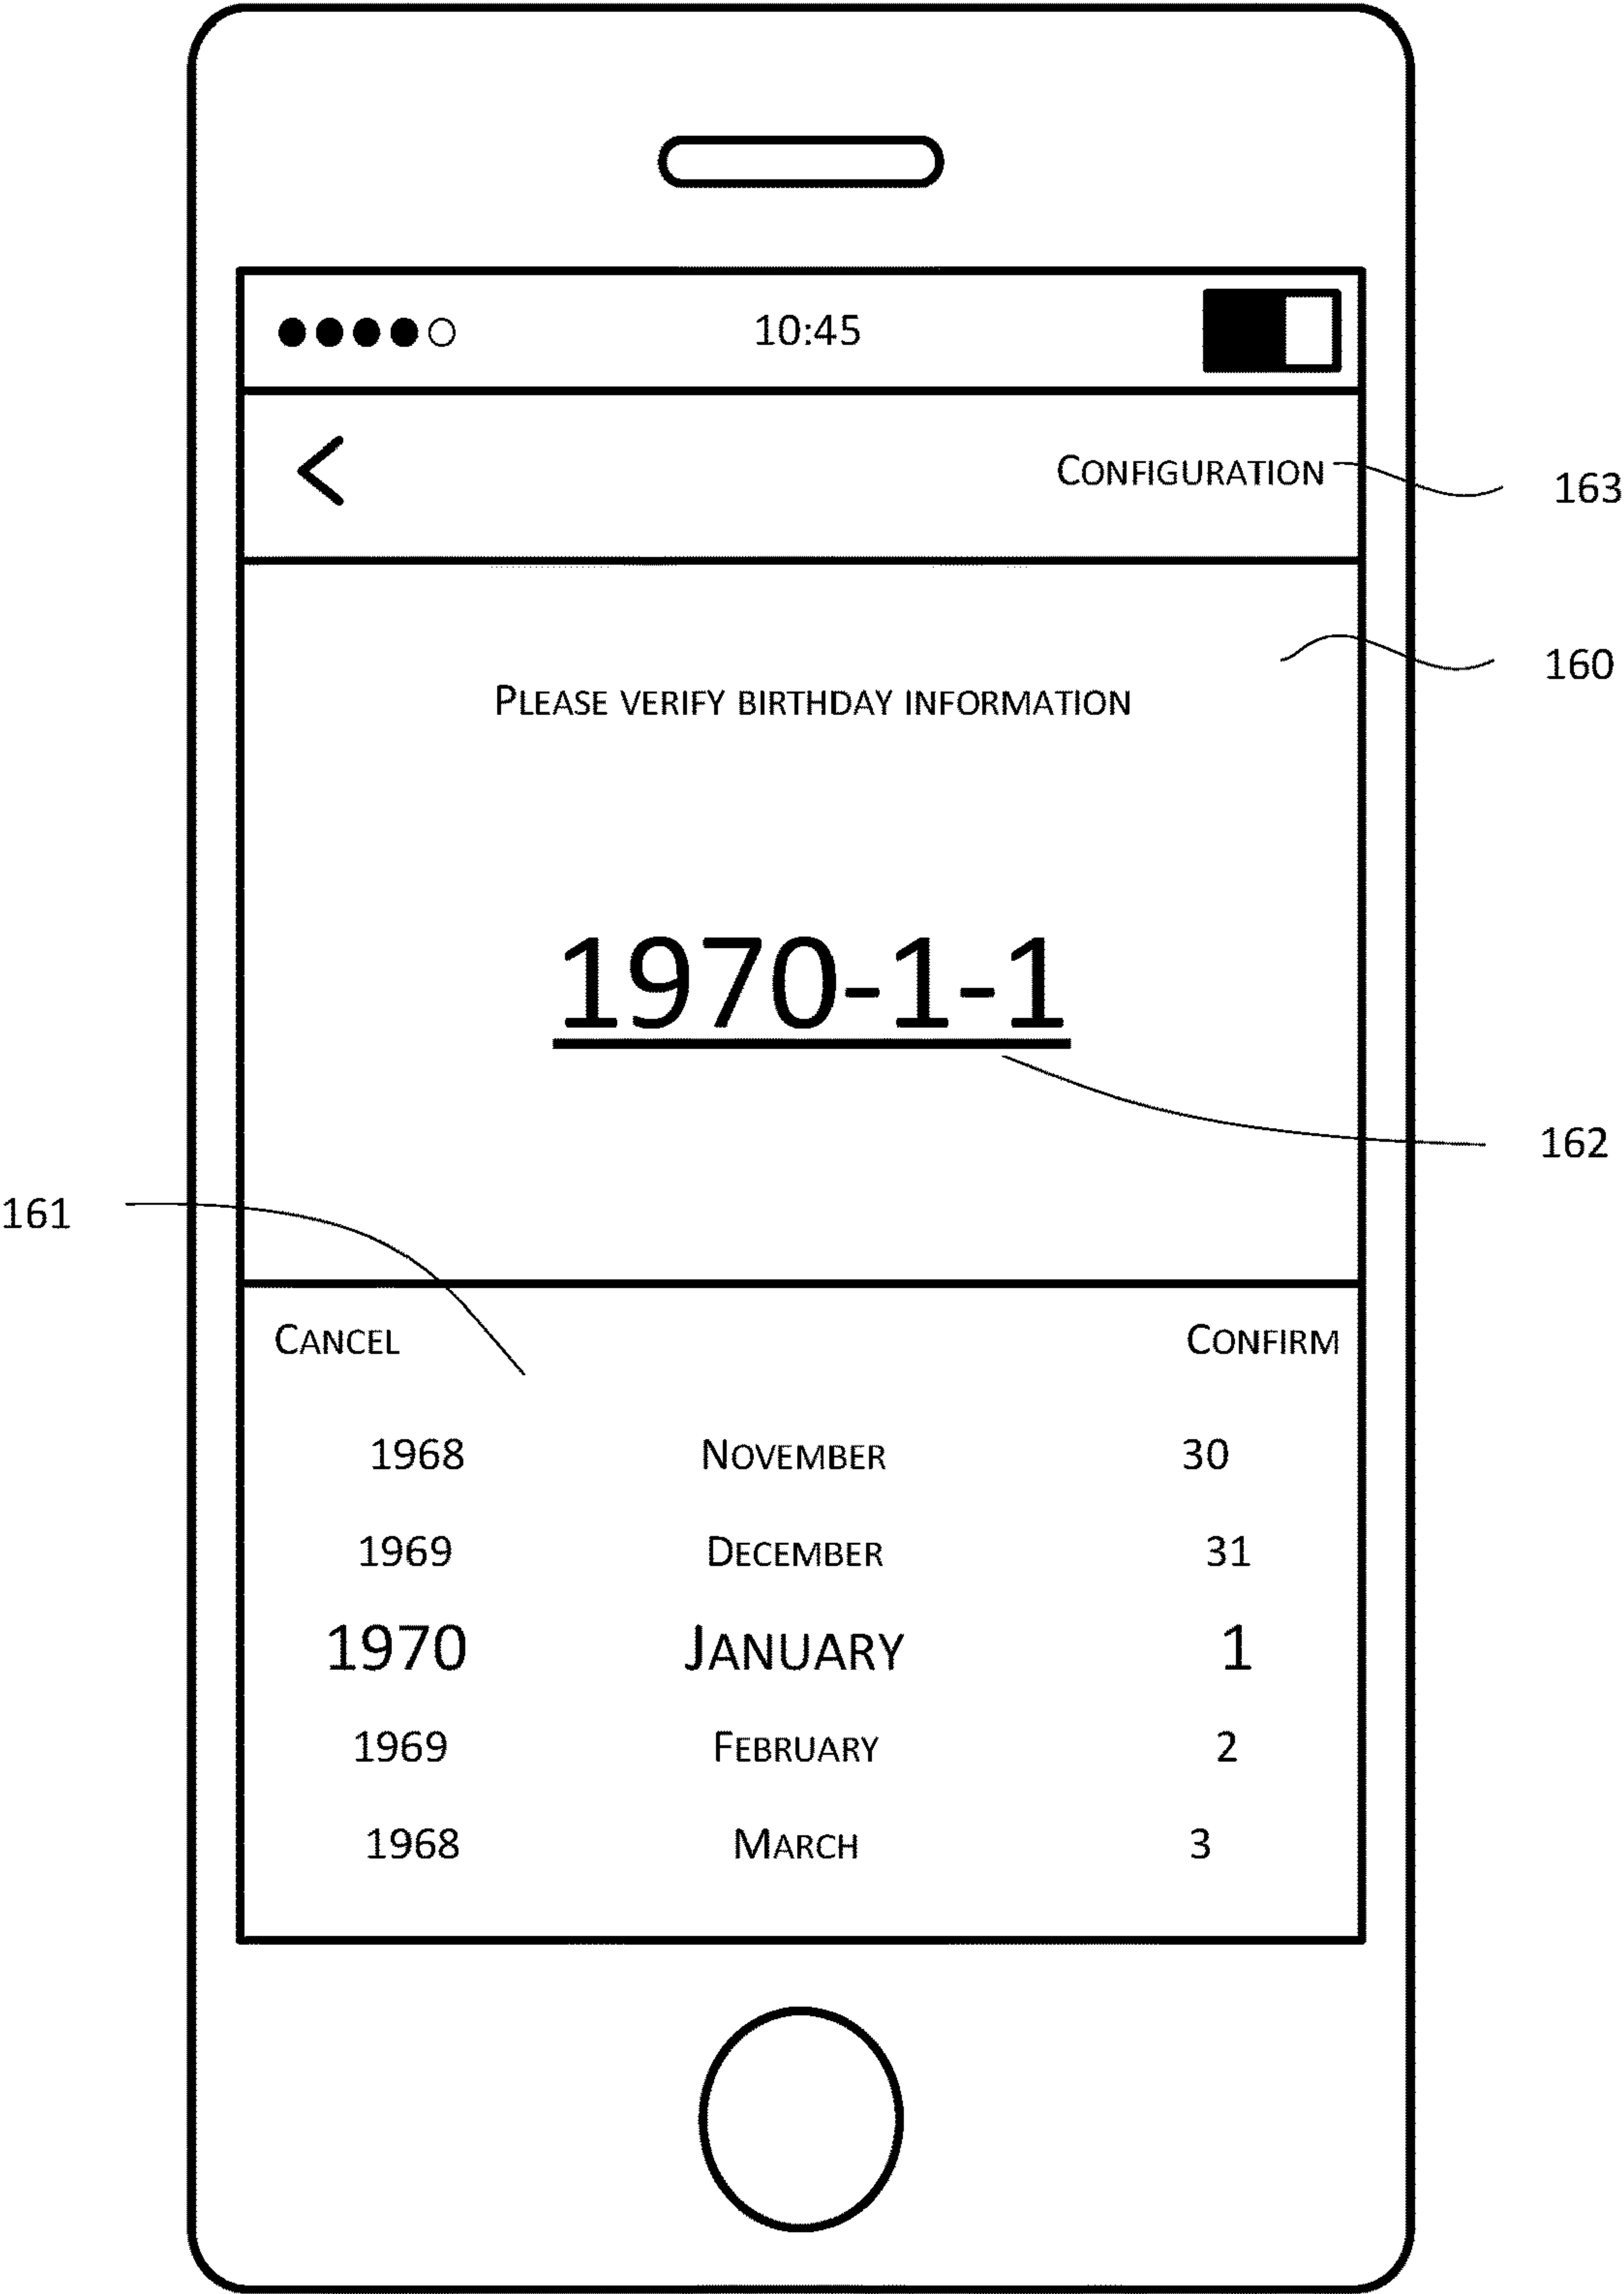 10:45
<
CONFIGURATION
163
160
PLEASE VERIFY BIRTHDAY INFORMATION
1970-1-1
162
161
CANCEL CONFIRM
1968 NOVEMBER 30
1969 DECEMBER 31
1970 JANUARY 1
1969 FEBRUARY 2
1968 MARCH 3